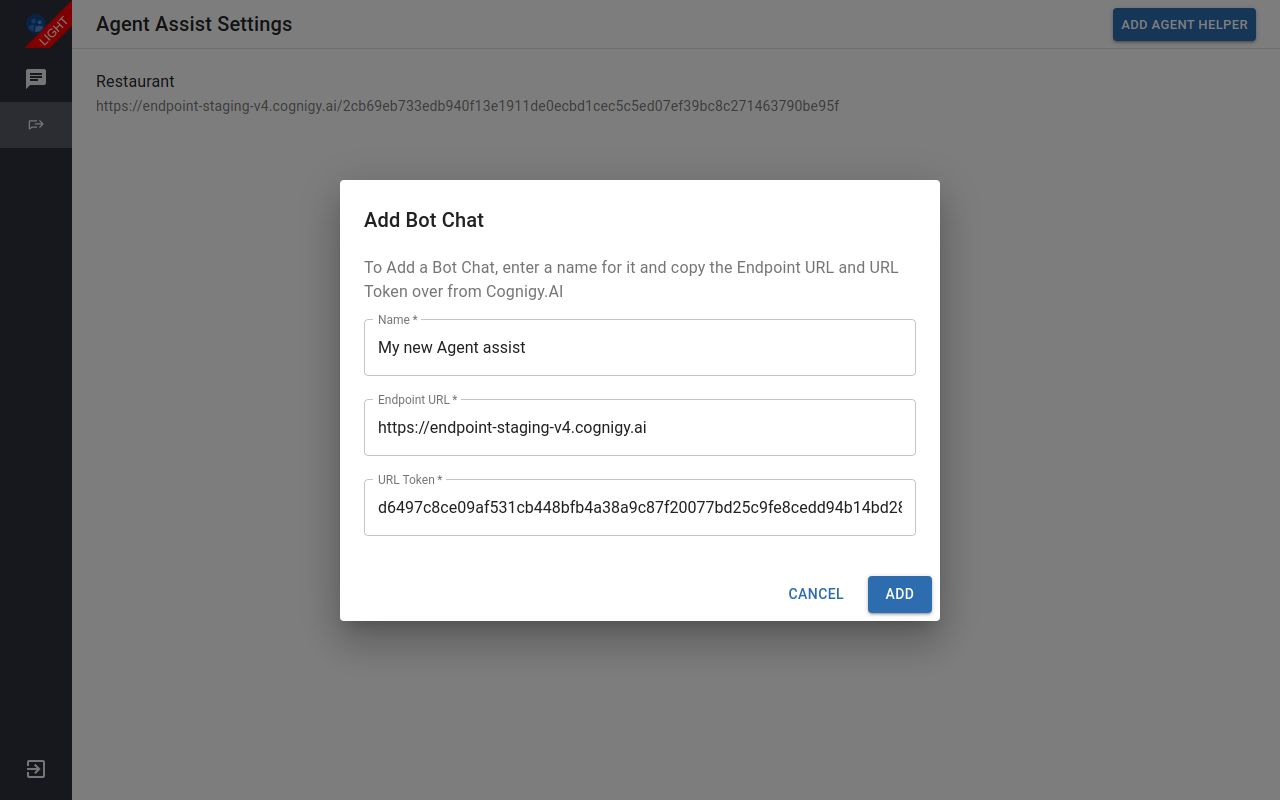 LIGHT
Agent Assist Settings
ADD AGENT HELPER
Restaurant
https://endpoint-staging-v4.cognigy.ai/2cb69eb733edb940f13e1911de0ecbd1cec5c5ed07ef39bc8c271463790be95f
Add Bot Chat
To Add a Bot Chat, enter a name for it and copy the Endpoint URL and URL
Token over from Cognigy.AI
Name *
My new Agent assist
Endpoint URL *
https://endpoint-staging-v4.cognigy.ai
URL Token *
d6497c8ce09af531cb448bfb4a38a9c87f20077bd25c9fe8cedd94b14bd28
CANCEL
ADD